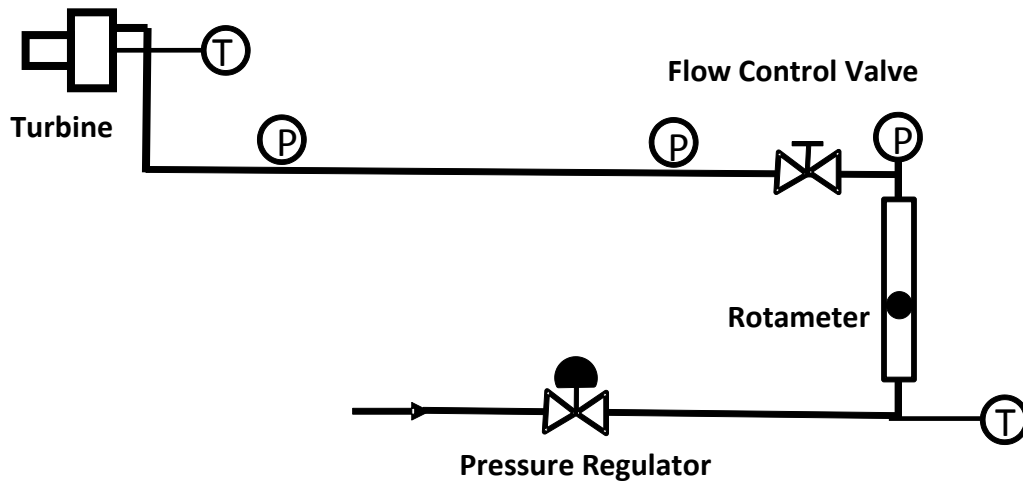 T
Flow Control Valve
Turbine
P
P
P
Rotameter
T
Pressure Regulator